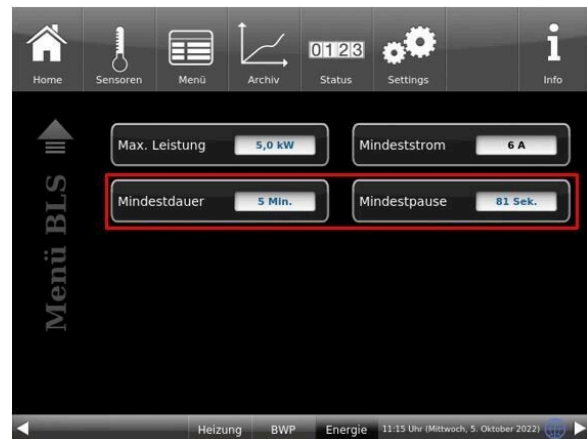 0123
Home Sensoren Menü Archiv Status Settings Info
Menü BLS
Max. Leistung 5,0 kW Mindeststrom 6 A
Mindestdauer 5 Min. Mindestpause 81 Sek.
Heizung BWP Energie 11:15 Uhr (Mittwoch, 5. Oktober 2022)